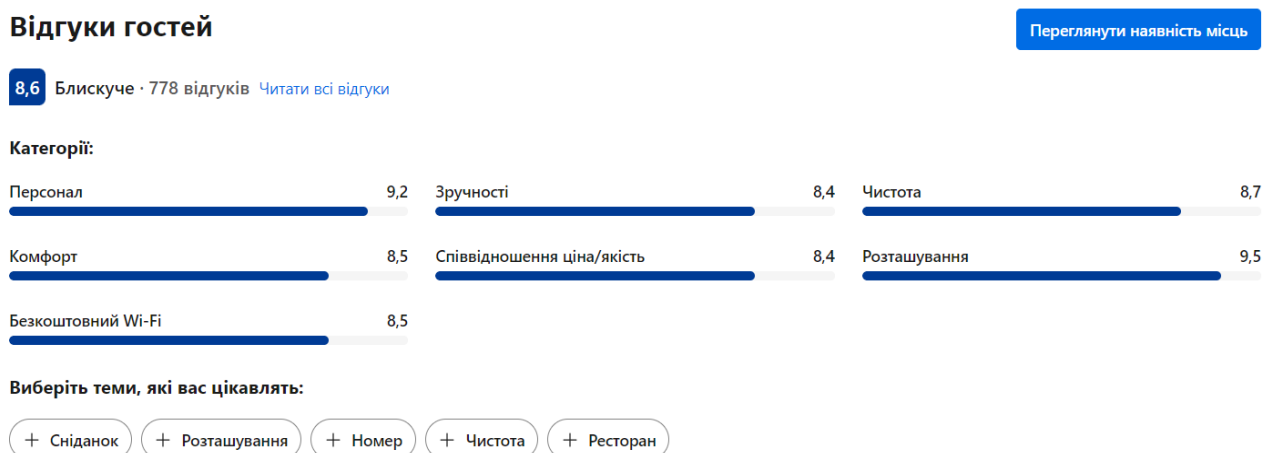 Відгуки гостей
Переглянути наявність місць
8,6 Блискуче · 778 відгуків Читати всі відгуки
Категорії:
Персонал 9,2
Зручності 8,4
Чистота 8,7
Комфорт 8,5
Співвідношення ціна/якість 8,4
Розташування 9,5
Безкоштовний Wi-Fi 8,5
Виберіть теми, які вас цікавлять:
+ Сніданок + Розташування + Номер + Чистота + Ресторан